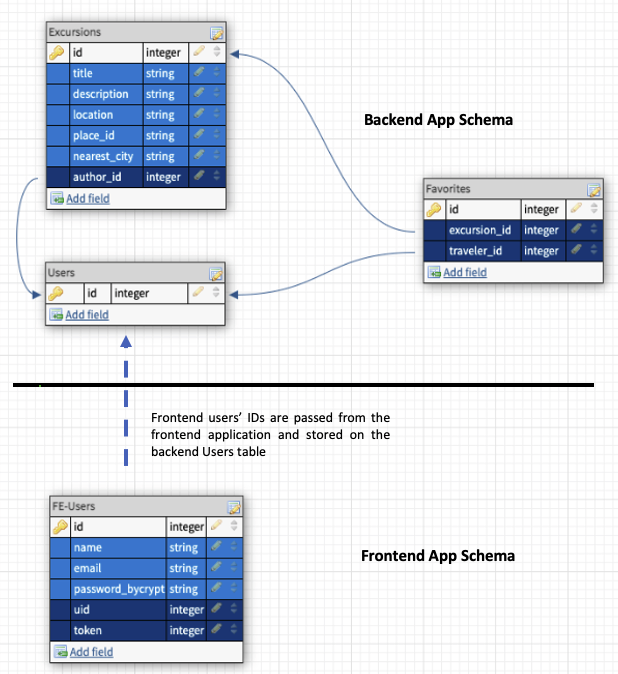 Excursions
id integer
title string
description string
location string
place_id string
nearest_city string
author_id integer
Add field
Backend App Schema
Favorites
id integer
excursion_id integer
traveler_id integer
Add field
Users
id integer
Add field
Frontend users’ IDs are passed from the
frontend application and stored on the
backend Users table
FE-Users
id integer
name string
email string
password_bycrypt string
uid integer
token integer
Add field
Frontend App Schema